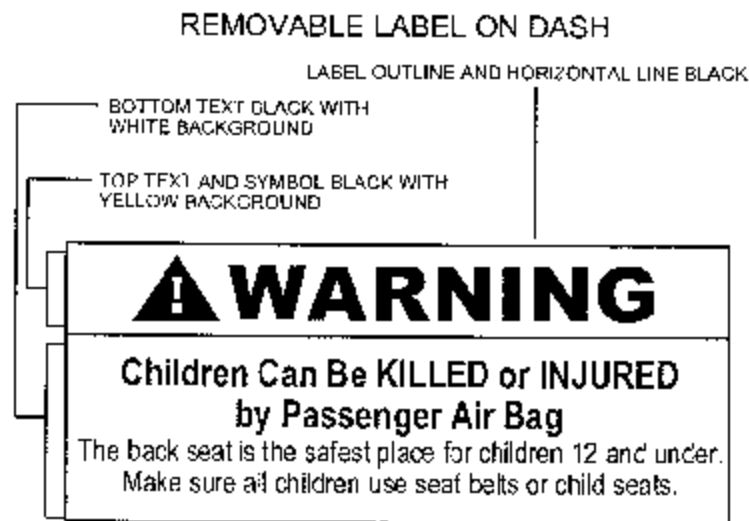 REMOVABLE LABEL ON DASH
LABEL OUTLINE AND HORIZONTAL LINE BLACK
BOTTOM TEXT BLACK WITH
WHITE BACKGROUND
TOP TEXT AND SYMBOL BLACK WITH
YELLOW BACKGROUND
! WARNING
Children Can Be KILLED or INJURED
by Passenger Air Bag
The back seat is the safest place for children 12 and under.
Make sure all children use seat belts or child seats.